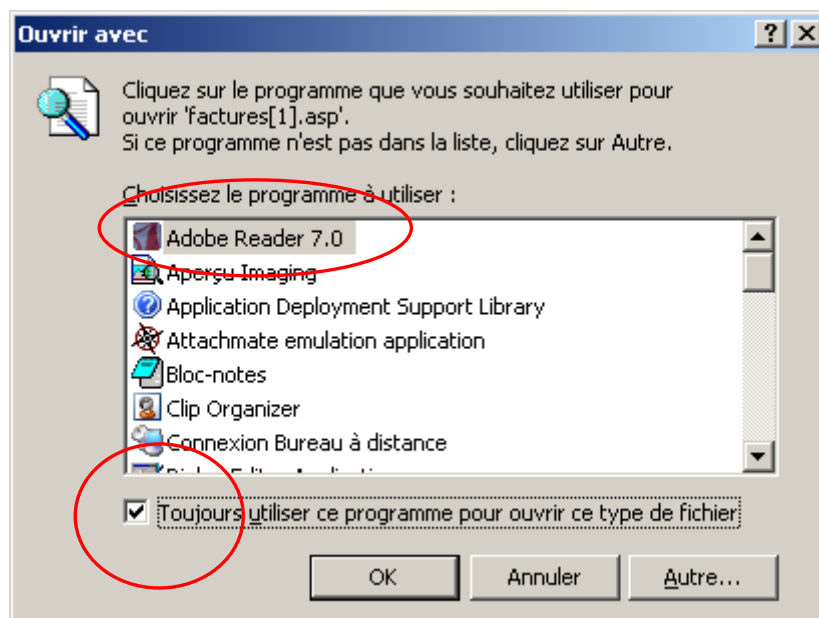 Ouvrir avec
Cliquez sur le programme que vous souhaitez utiliser pour
ouvrir 'factures[1].asp'.
Si ce programme n'est pas dans la liste, cliquez sur Autre.
Choisissez le programme à utiliser :
Adobe Reader 7.0
Aperçu Imaging
Application Deployment Support Library
Attachmate emulation application
Bloc-notes
Clip Organizer
Connexion Bureau à distance
Toujours utiliser ce programme pour ouvrir ce type de fichier
OK Annuler Autre...